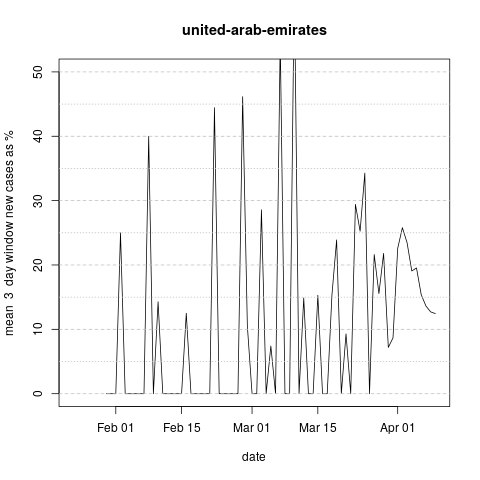 united-arab-emirates
mean 3 day window new cases as %
50
40
30
20
10
0
Feb 01 Feb 15 Mar 01 Mar 15 Apr 01
date